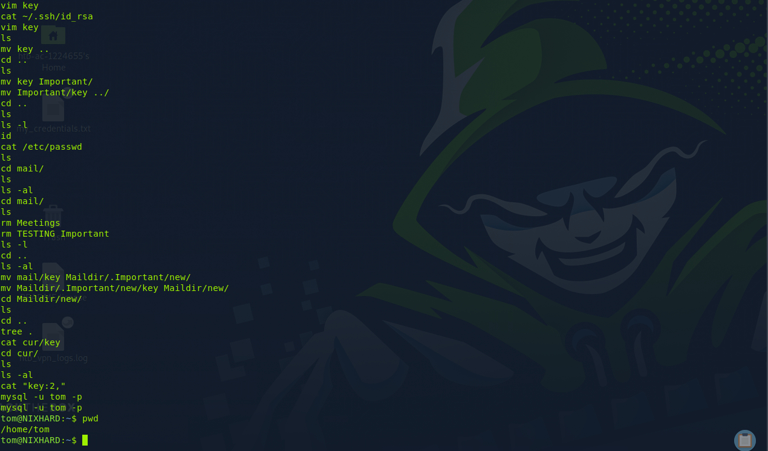 vim key
cat ~/.ssh/id_rsa
vim key
ls
mv key ..
cd ..
ls
mv key Important/
mv Important/key ../
cd ..
ls
ls -l
id
cat /etc/passwd
ls
cd mail/
ls
ls -al
cd mail/
ls
rm Meetings
rm TESTING Important
ls -l
cd ..
ls -al
mv mail/key Maildir/.Important/new/
mv Maildir/.Important/new/key Maildir/new/
cd Maildir/new/
ls
cd ..
tree .
cat cur/key
cd cur/
ls
ls -al
cat "key:2,"
mysql -u tom -p
mysql -u tom -p
tom@NIXHARD:~$ pwd
/home/tom
tom@NIXHARD:~$
Home